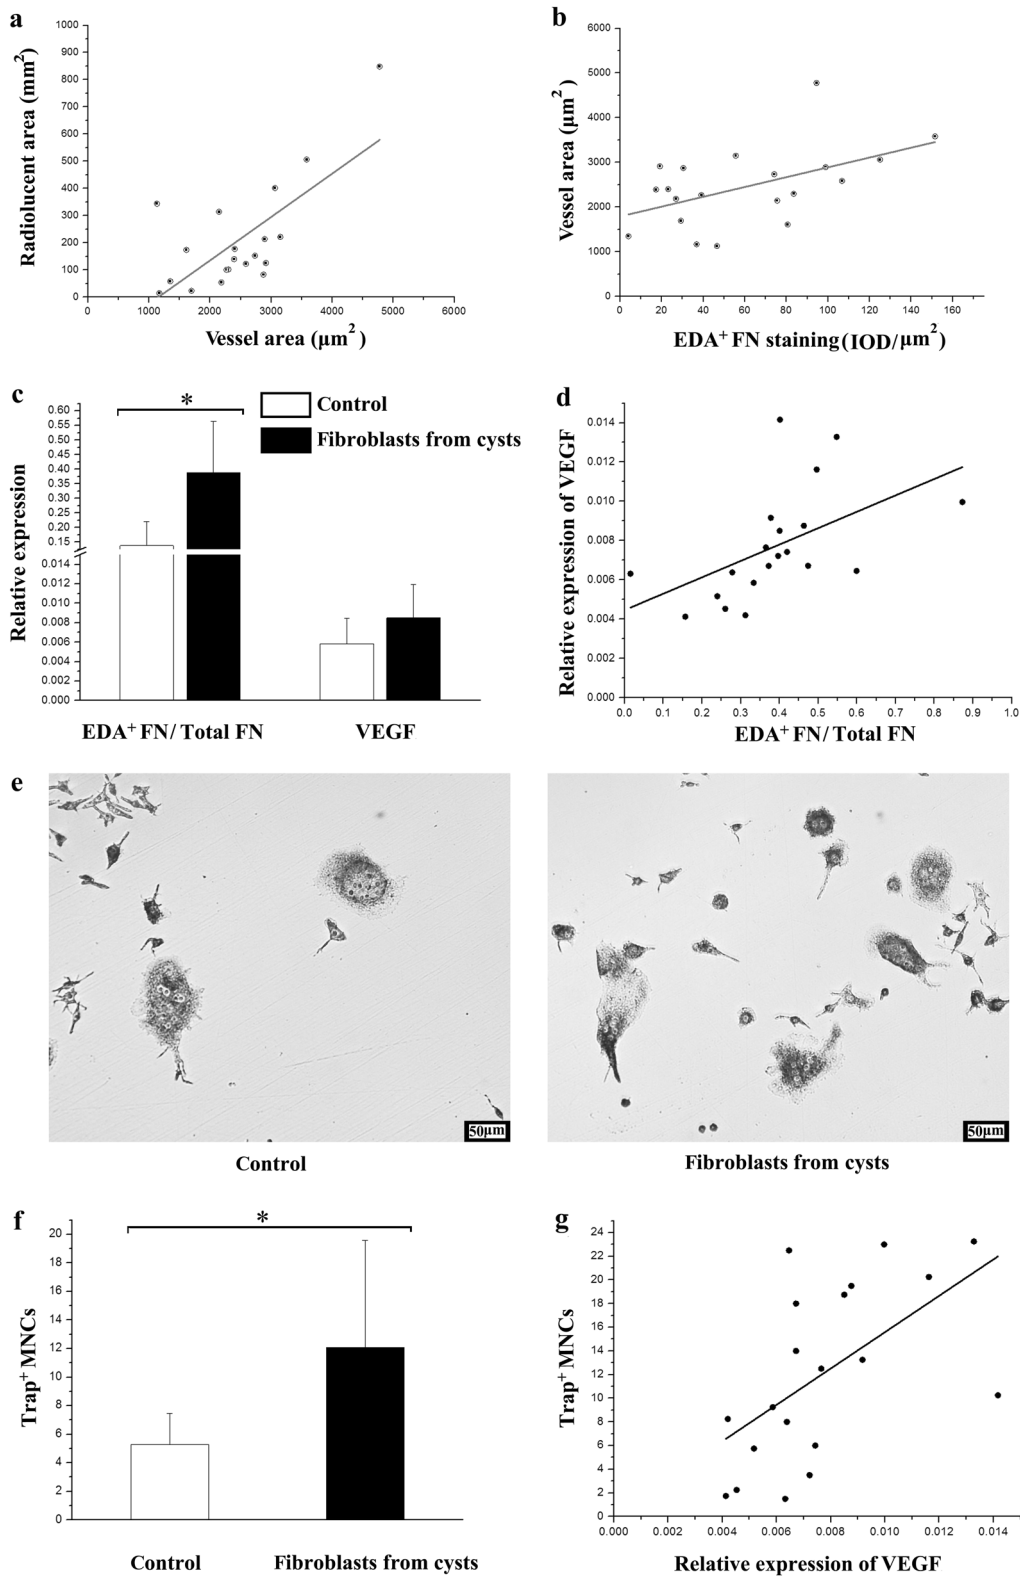 a
1000
900
800
700
600
500
400
300
200
100
0
0 1000 2000 3000 4000 5000 6000
Radiolucent area (mm²)
Vessel area (μm²)
b
6000
5000
4000
3000
2000
1000
0
0 20 40 60 80 100 120 140 160
Vessel area (μm²)
EDA⁺ FN staining (IOD/μm²)
c
0.60
0.55
0.50
0.45
0.40
0.35
0.30
0.25
0.20
0.15
0.014
0.012
0.010
0.008
0.006
0.004
0.002
0.000
Relative expression
*
Control
Fibroblasts from cysts
EDA⁺ FN/ Total FN VEGF
d
0.014
0.012
0.010
0.008
0.006
0.004
0.002
0.000
0.0 0.1 0.2 0.3 0.4 0.5 0.6 0.7 0.8 0.9 1.0
Relative expression of VEGF
EDA⁺ FN/ Total FN
e
50μm
50μm
Control
Fibroblasts from cysts
f
20
18
16
14
12
10
8
6
4
2
0
Trap⁺ MNCs
*
Control Fibroblasts from cysts
g
24
22
20
18
16
14
12
10
8
6
4
2
0
0.000 0.002 0.004 0.006 0.008 0.010 0.012 0.014
Trap⁺ MNCs
Relative expression of VEGF